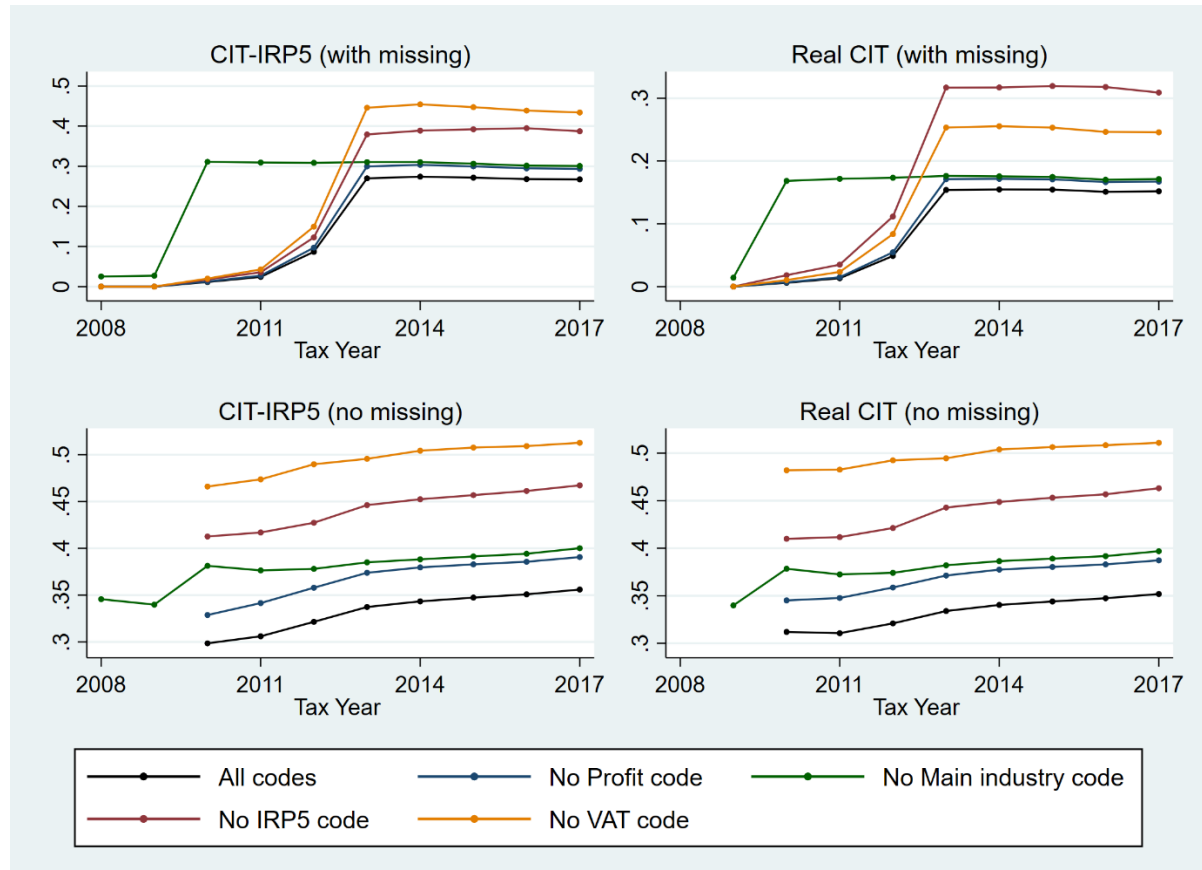 CIT-IRP5 (with missing)
.5
.4
.3
.2
.1
0
2008 2011 2014 2017
Tax Year
Real CIT (with missing)
.3
.2
.1
0
2008 2011 2014 2017
Tax Year
CIT-IRP5 (no missing)
.5
.45
.4
.35
.3
2008 2011 2014 2017
Tax Year
Real CIT (no missing)
.5
.45
.4
.35
.3
2008 2011 2014 2017
Tax Year
All codes No Profit code No Main industry code
No IRP5 code No VAT code